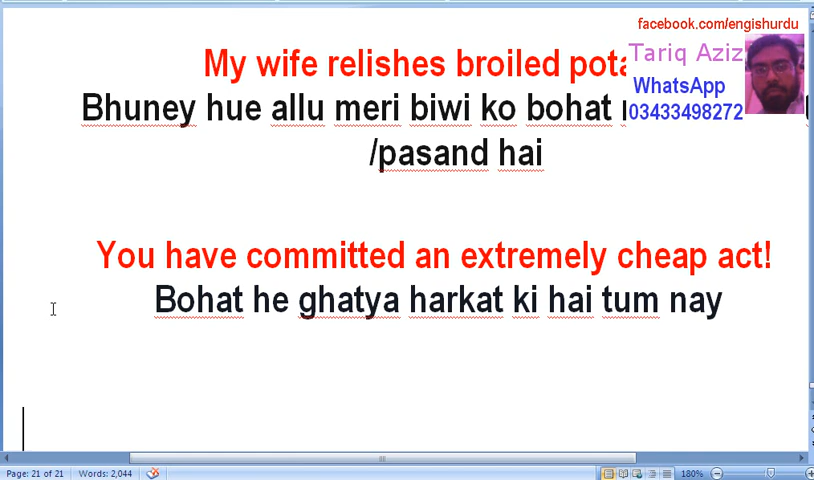 facebook.com/engishurdu
Tariq Aziz
WhatsApp
03433498272
My wife relishes broiled
Bhuney hue allu meri biwi ko bohat
/pasand hai
You have committed an extremely cheap act!
Bohat he ghatya harkat ki hai tum nay
Page: 21 of 21 Words: 2,044 180%